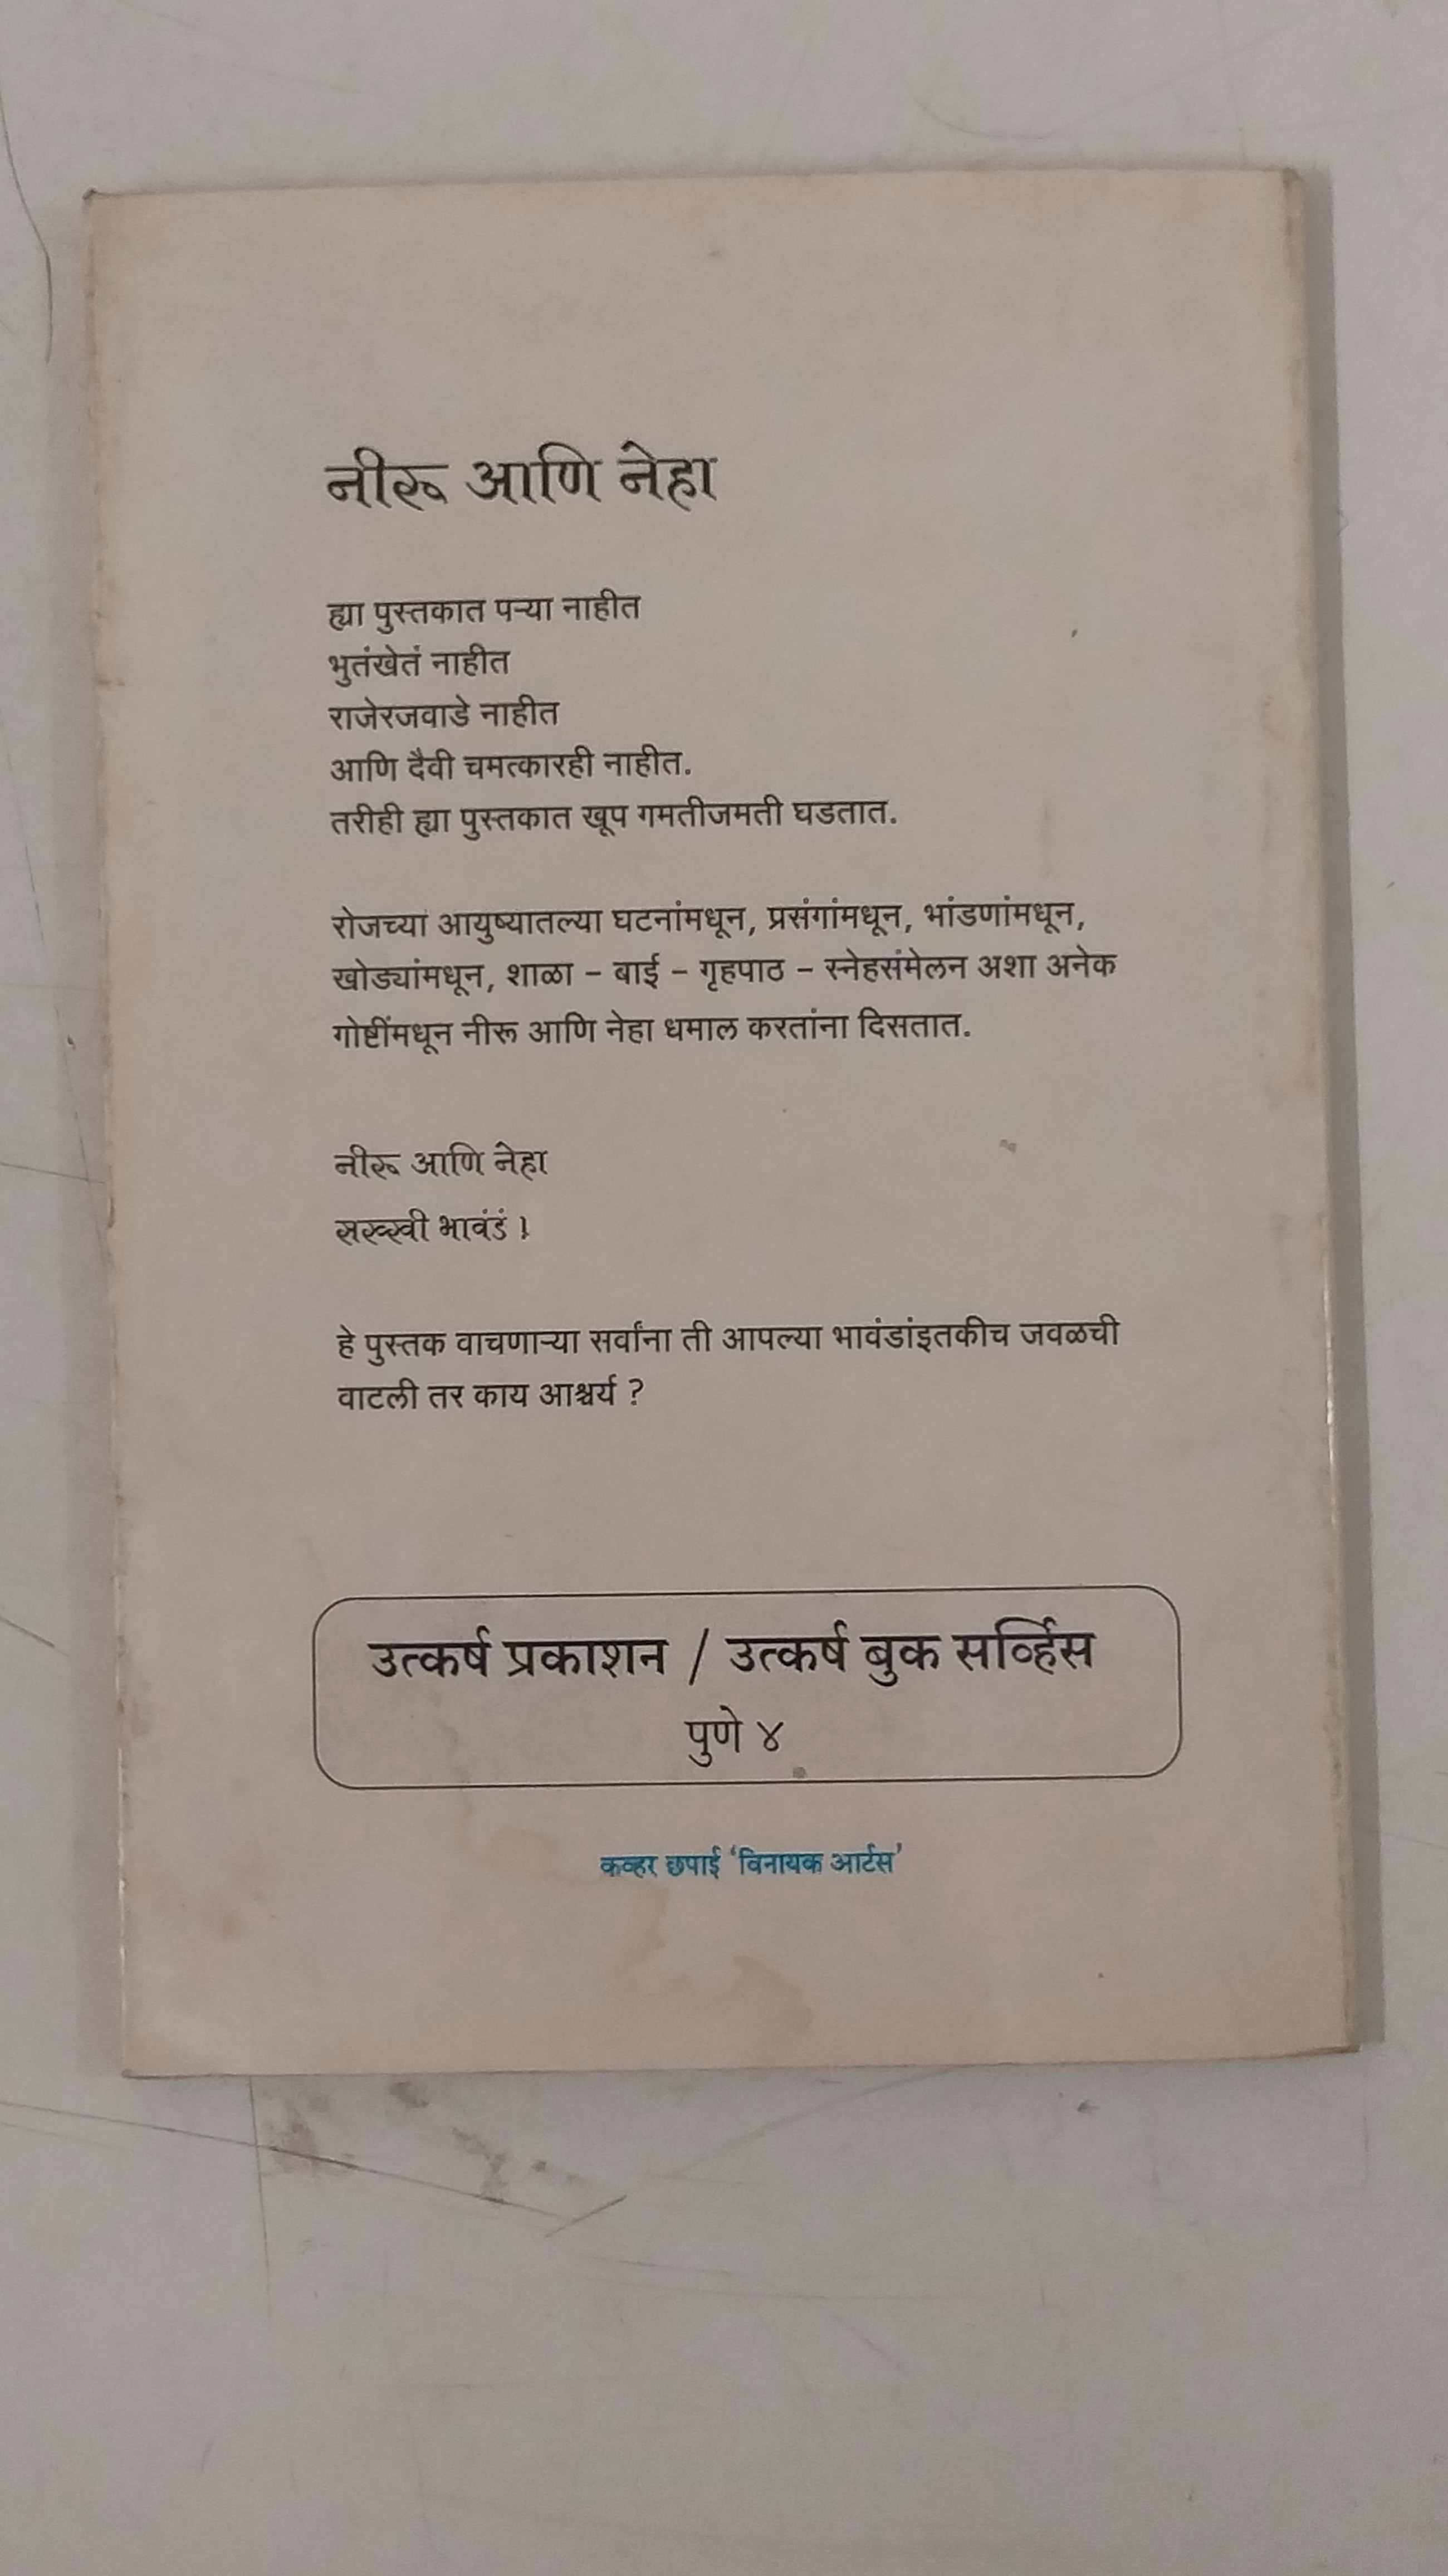 नीरू आणि नेहा
ह्या पुस्तकात पऱ्या नाहीत
भुतंखेतं नाहीत
राजेरजवाडे नाहीत
आणि दैवी चमत्कारही नाहीत.
तरीही ह्या पुस्तकात खूप गमतीजमती घडतात.
रोजच्या आयुष्यातल्या घटनांमधून, प्रसंगांमधून, भांडणांमधून,
खोड्यांमधून, शाळा – बाई – गृहपाठ – स्नेहसंमेलन अशा अनेक
गोष्टींमधून नीरू आणि नेहा धमाल करतांना दिसतात.
नीरू आणि नेहा
सख्खी भावंडं !
हे पुस्तक वाचणाऱ्या सर्वांना ती आपल्या भावंडांइतकीच जवळची
वाटली तर काय आश्चर्य ?
उत्कर्ष प्रकाशन / उत्कर्ष बुक सर्व्हिस
पुणे ४
कव्हर छपाई ‘विनायक आर्टस’